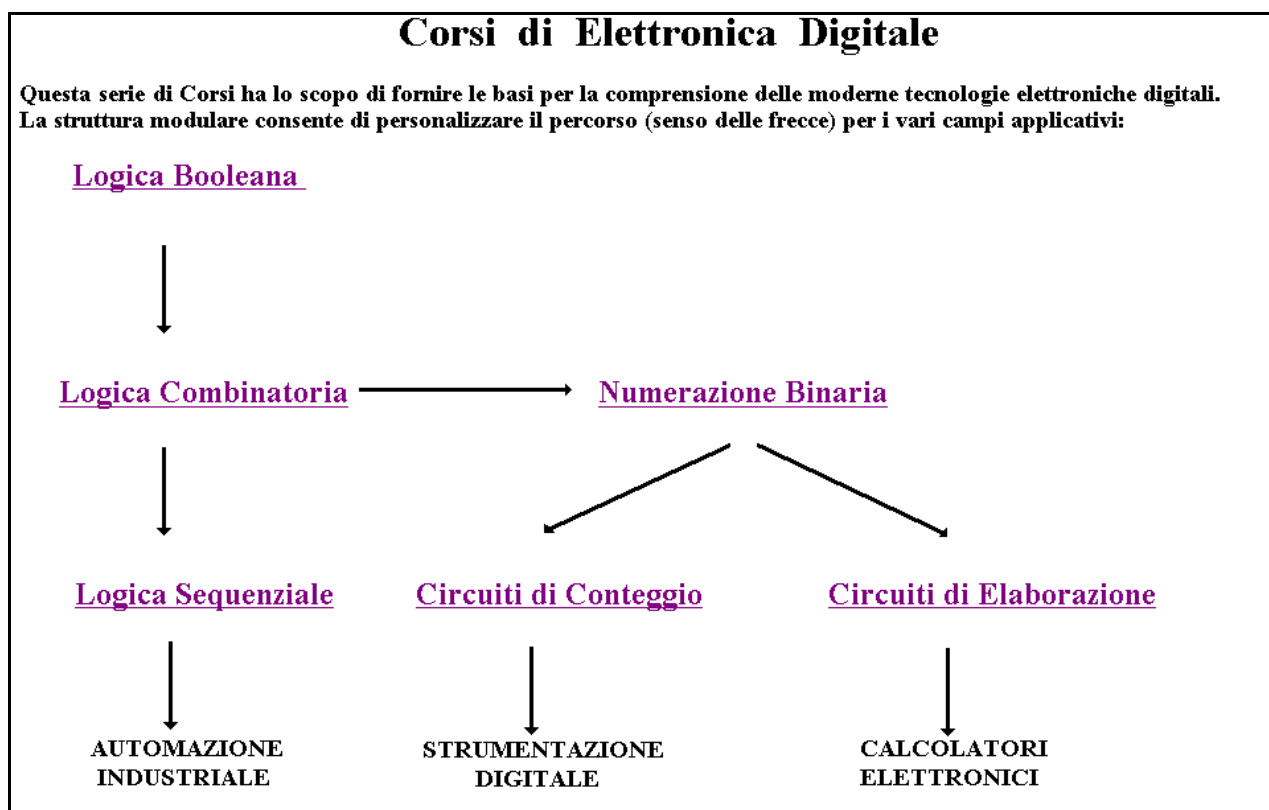 Corsi di Elettronica Digitale
Questa serie di Corsi ha lo scopo di fornire le basi per la comprensione delle moderne tecnologie elettroniche digitali.
La struttura modulare consente di personalizzare il percorso (senso delle frecce) per i vari campi applicativi:
Logica Booleana
Logica Combinatoria
Numerazione Binaria
Logica Sequenziale
Circuiti di Conteggio
Circuiti di Elaborazione
AUTOMAZIONE
INDUSTRIALE
STRUMENTAZIONE
DIGITALE
CALCOLATORI
ELETTRONICI